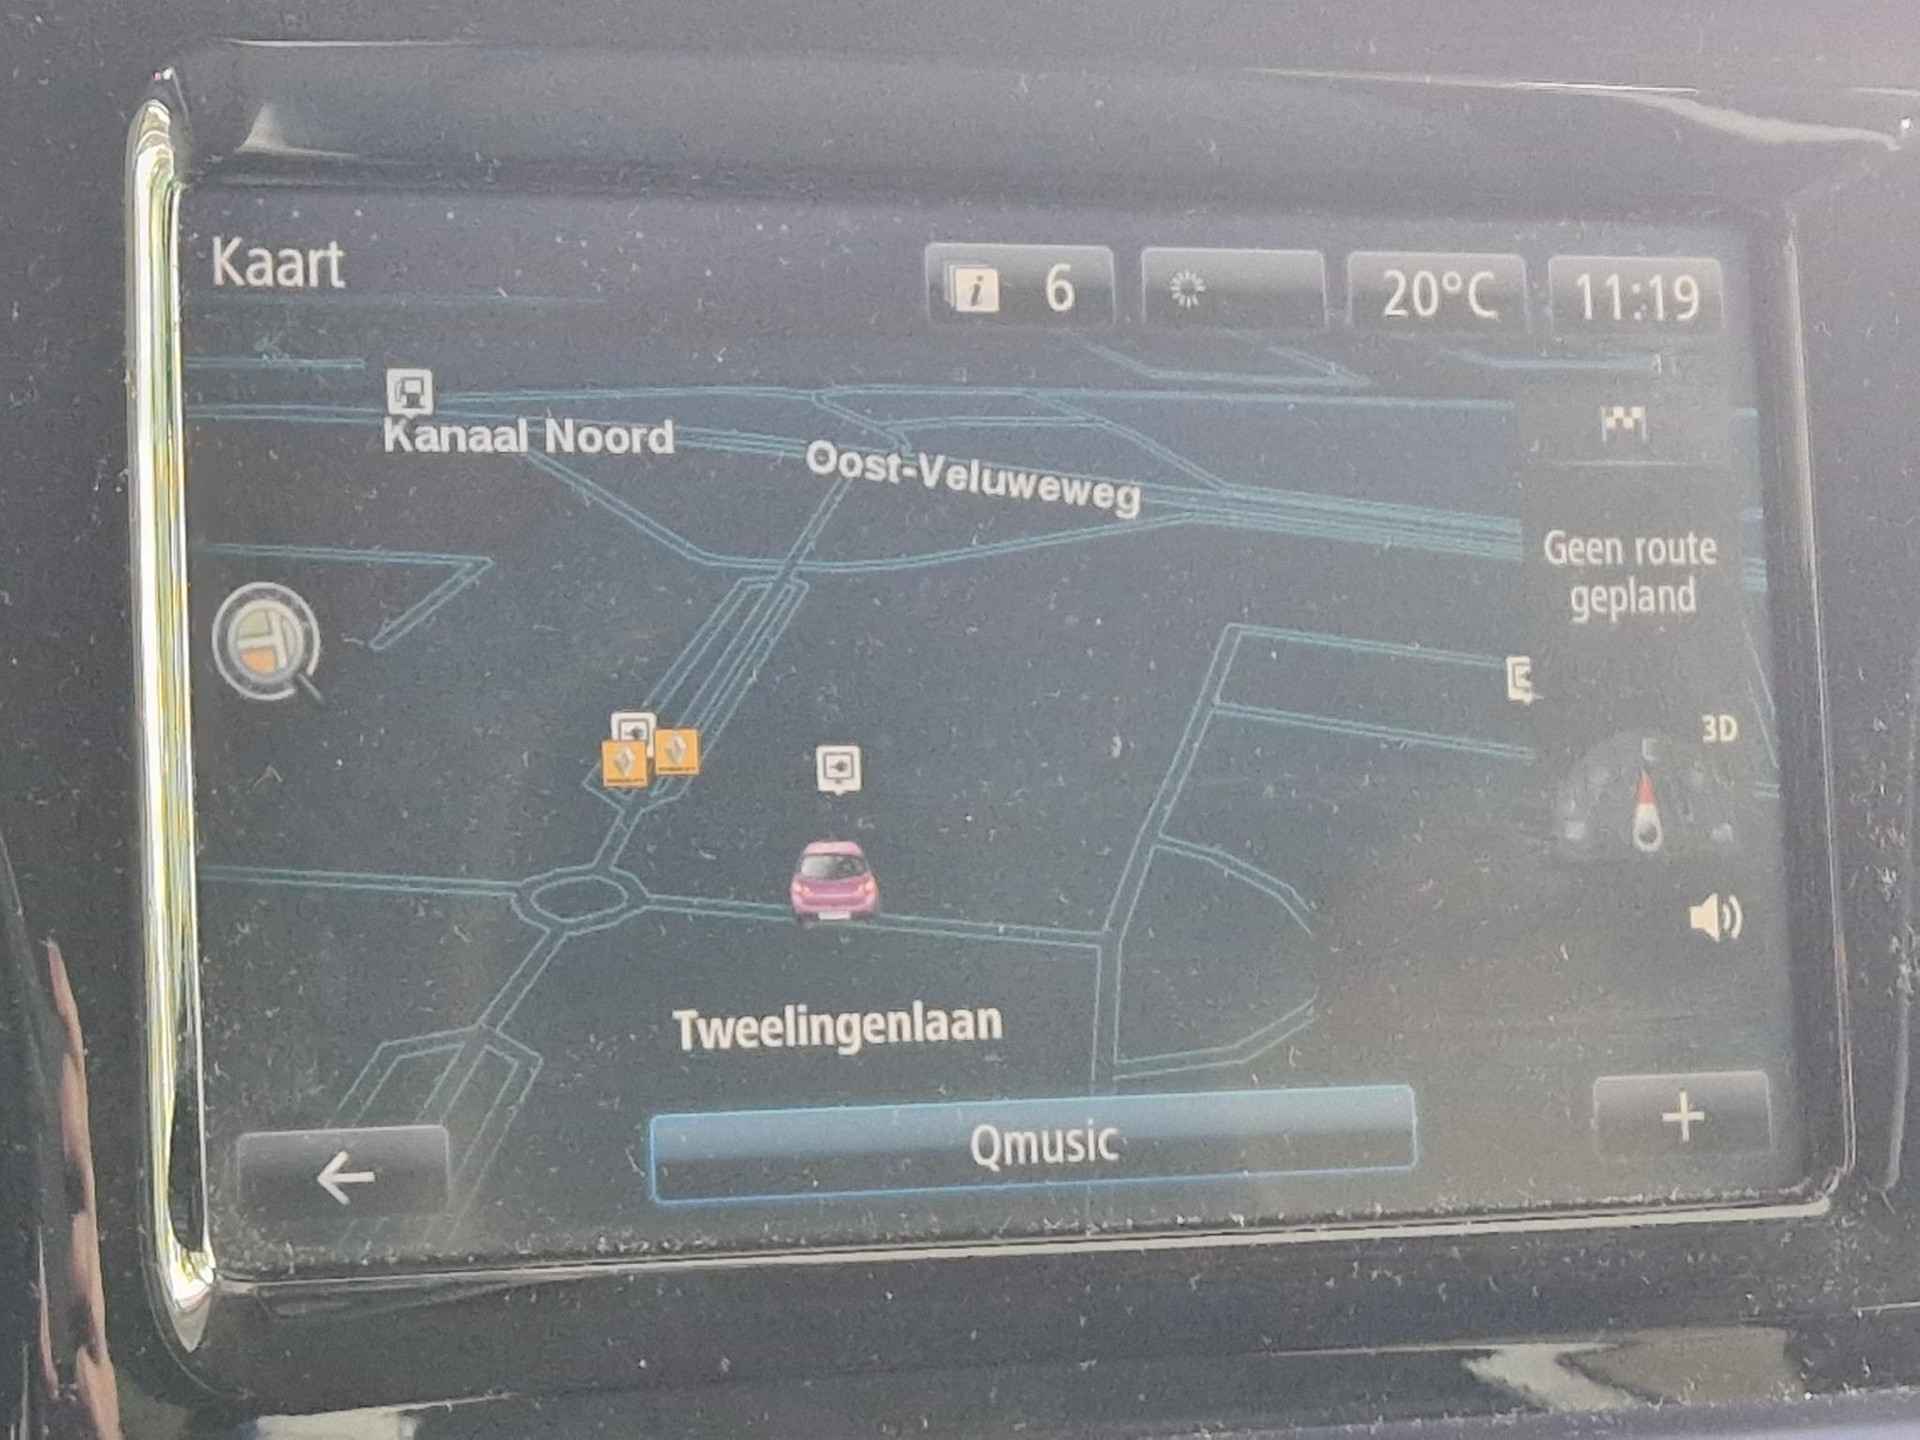 Kaart
6
20°C
11:19
Kanaal Noord
Oost-Veluweweg
Geen route
gepland
3D
Tweelingenlaan
Qmusic